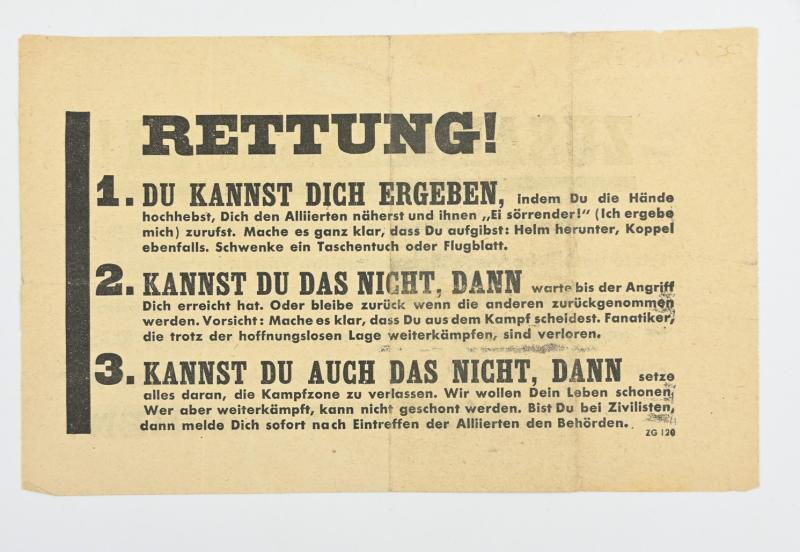 RETTUNG!
1. DU KANNST DICH ERGEBEN, indem Du die Hände
hochhebst, Dich den Alliierten näherst und ihnen „Ei sörrender!" (Ich ergebe
mich) zurufst. Mache es ganz klar, dass Du aufgibst: Helm herunter, Koppel
ebenfalls. Schwenke ein Taschentuch oder Flugblatt.
2. KANNST DU DAS NICHT, DANN warte bis der Angriff
Dich erreicht hat. Oder bleibe zurück wenn die anderen zurückgenommen
werden. Vorsicht: Mache es klar, dass Du aus dem Kampf scheidest. Fanatiker,
die trotz der hoffnungslosen Lage weiterkämpfen, sind verloren.
3. KANNST DU AUCH DAS NICHT, DANN setze
alles daran, die Kampfzone zu verlassen. Wir wollen Dein Leben schonen.
Wer aber weiterkämpft, kann nicht geschont werden. Bist Du bei Zivilisten,
dann melde Dich sofort nach Eintreffen der Alliierten den Behörden.
ZG 120